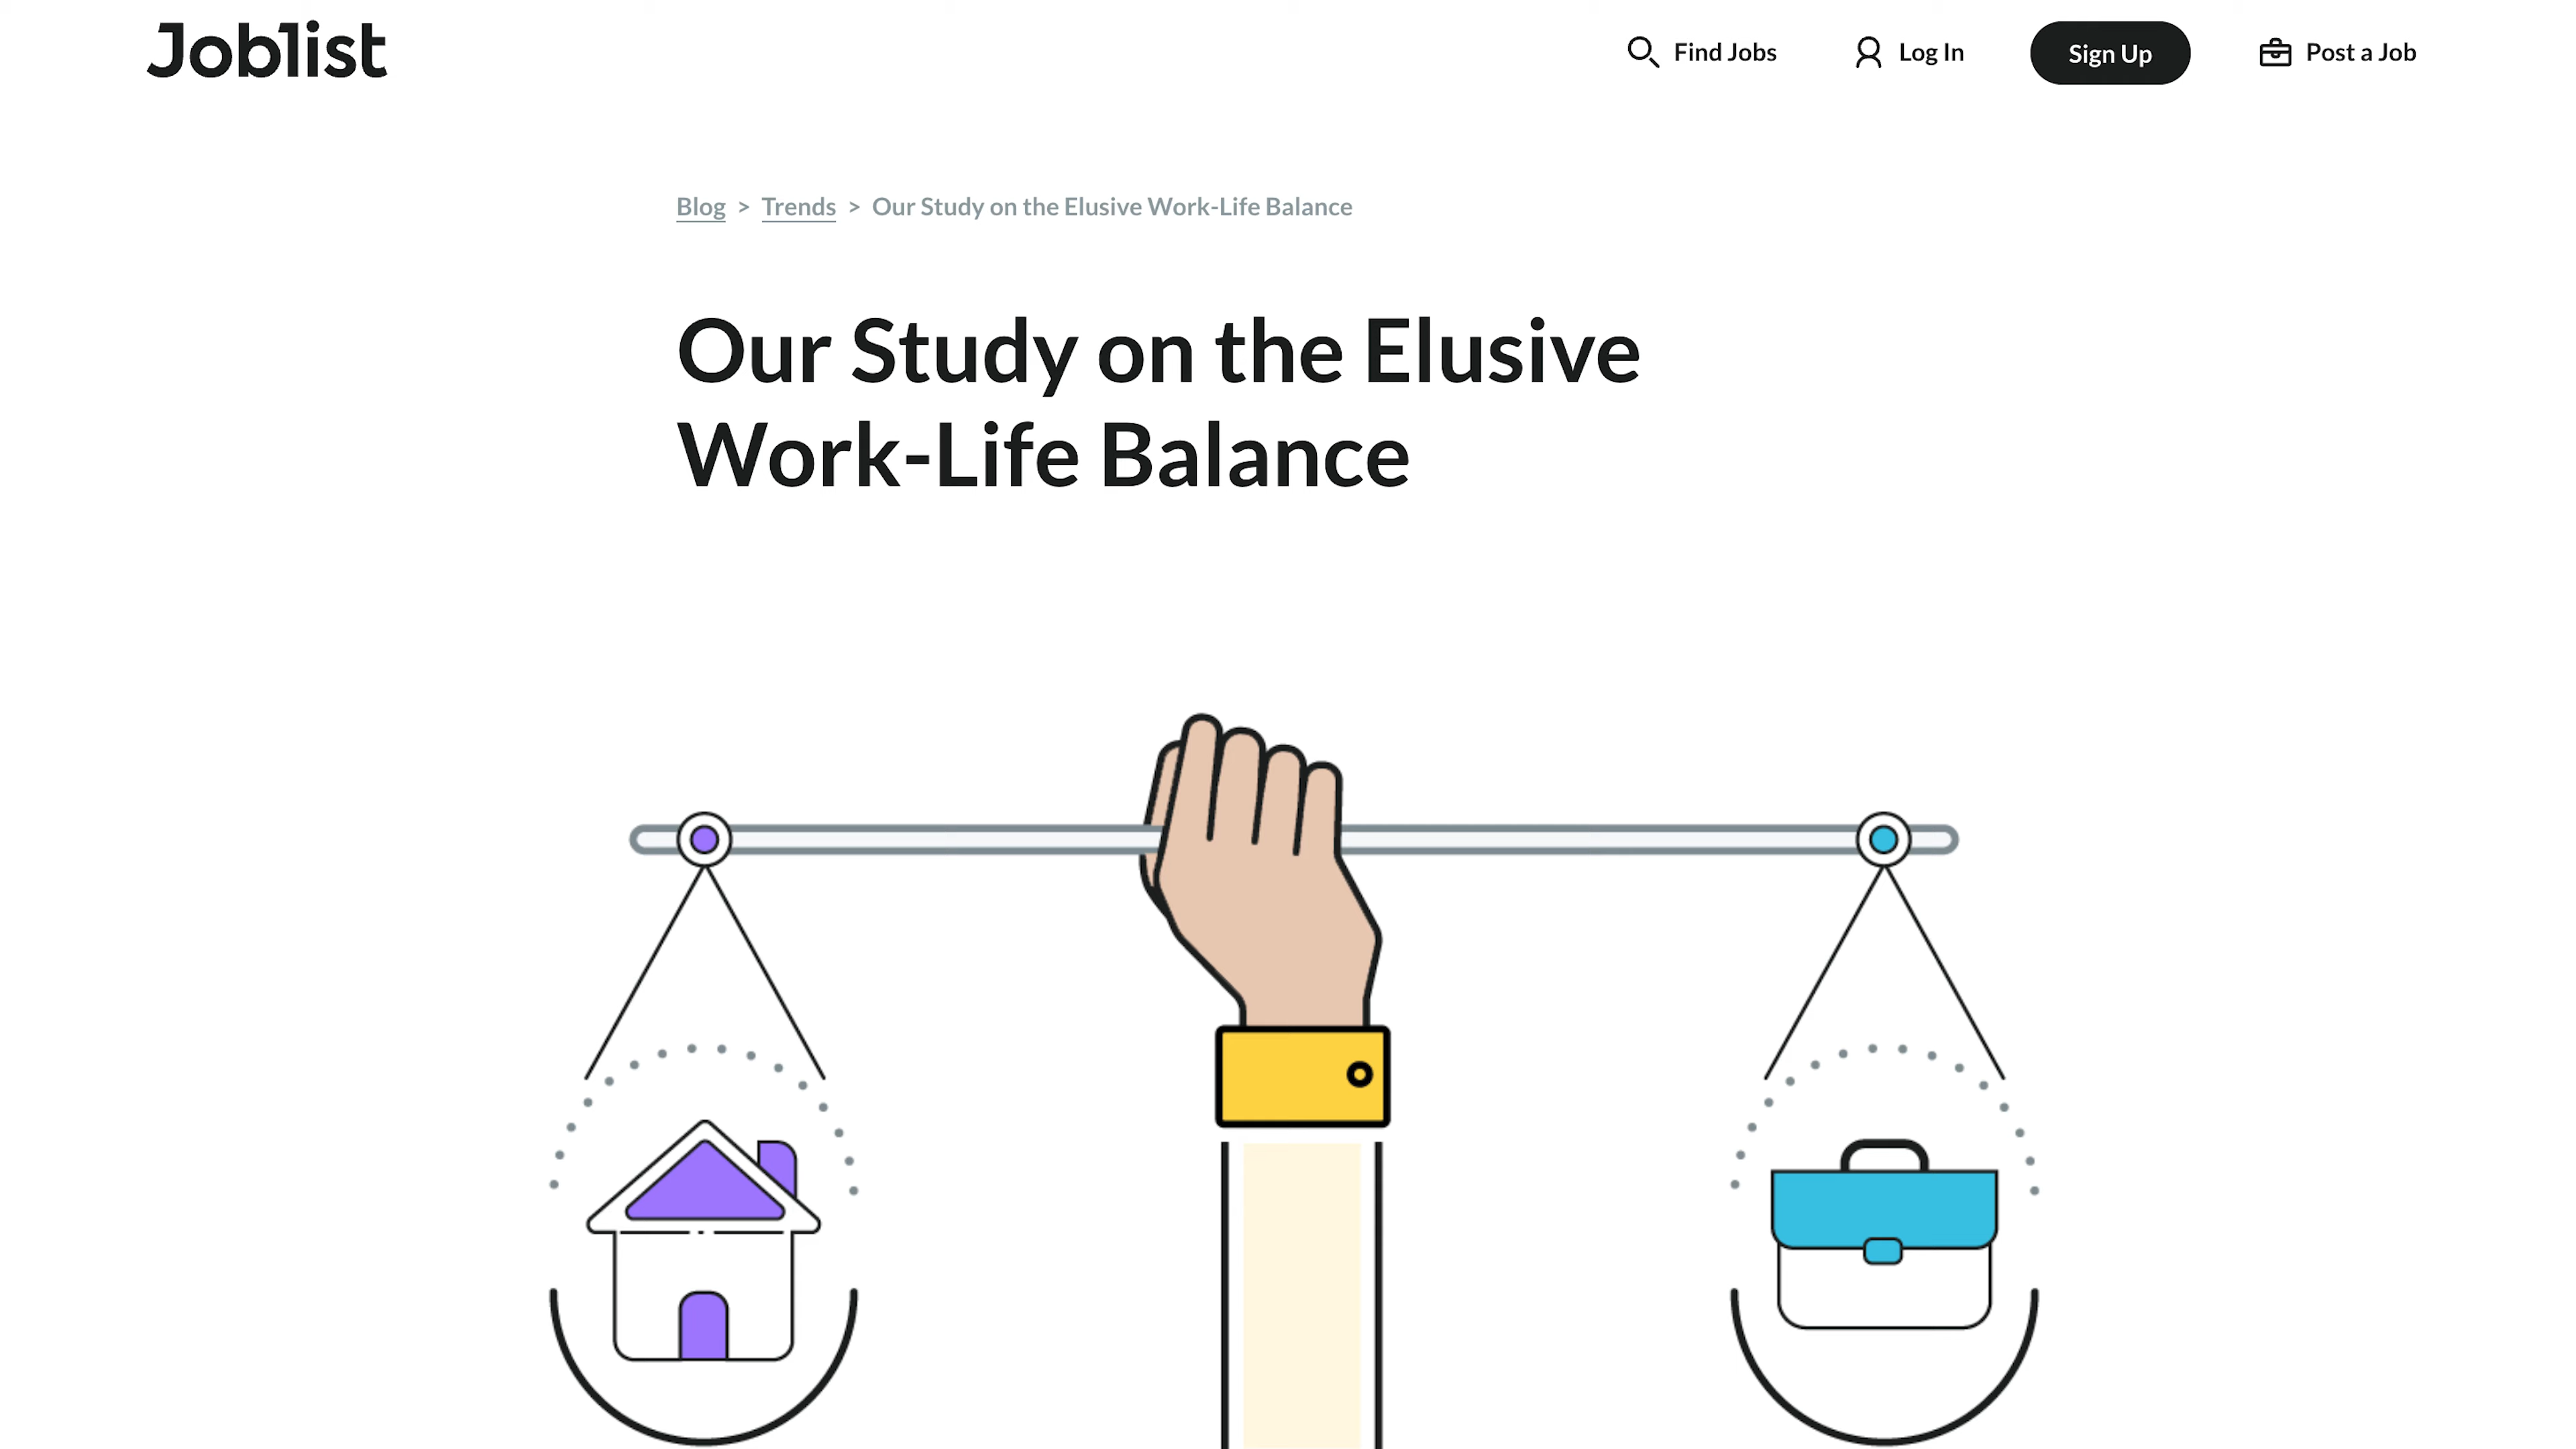 Joblist
Find Jobs
Log In
Sign Up
Post a Job
Blog > Trends > Our Study on the Elusive Work-Life Balance
Our Study on the Elusive
Work-Life Balance